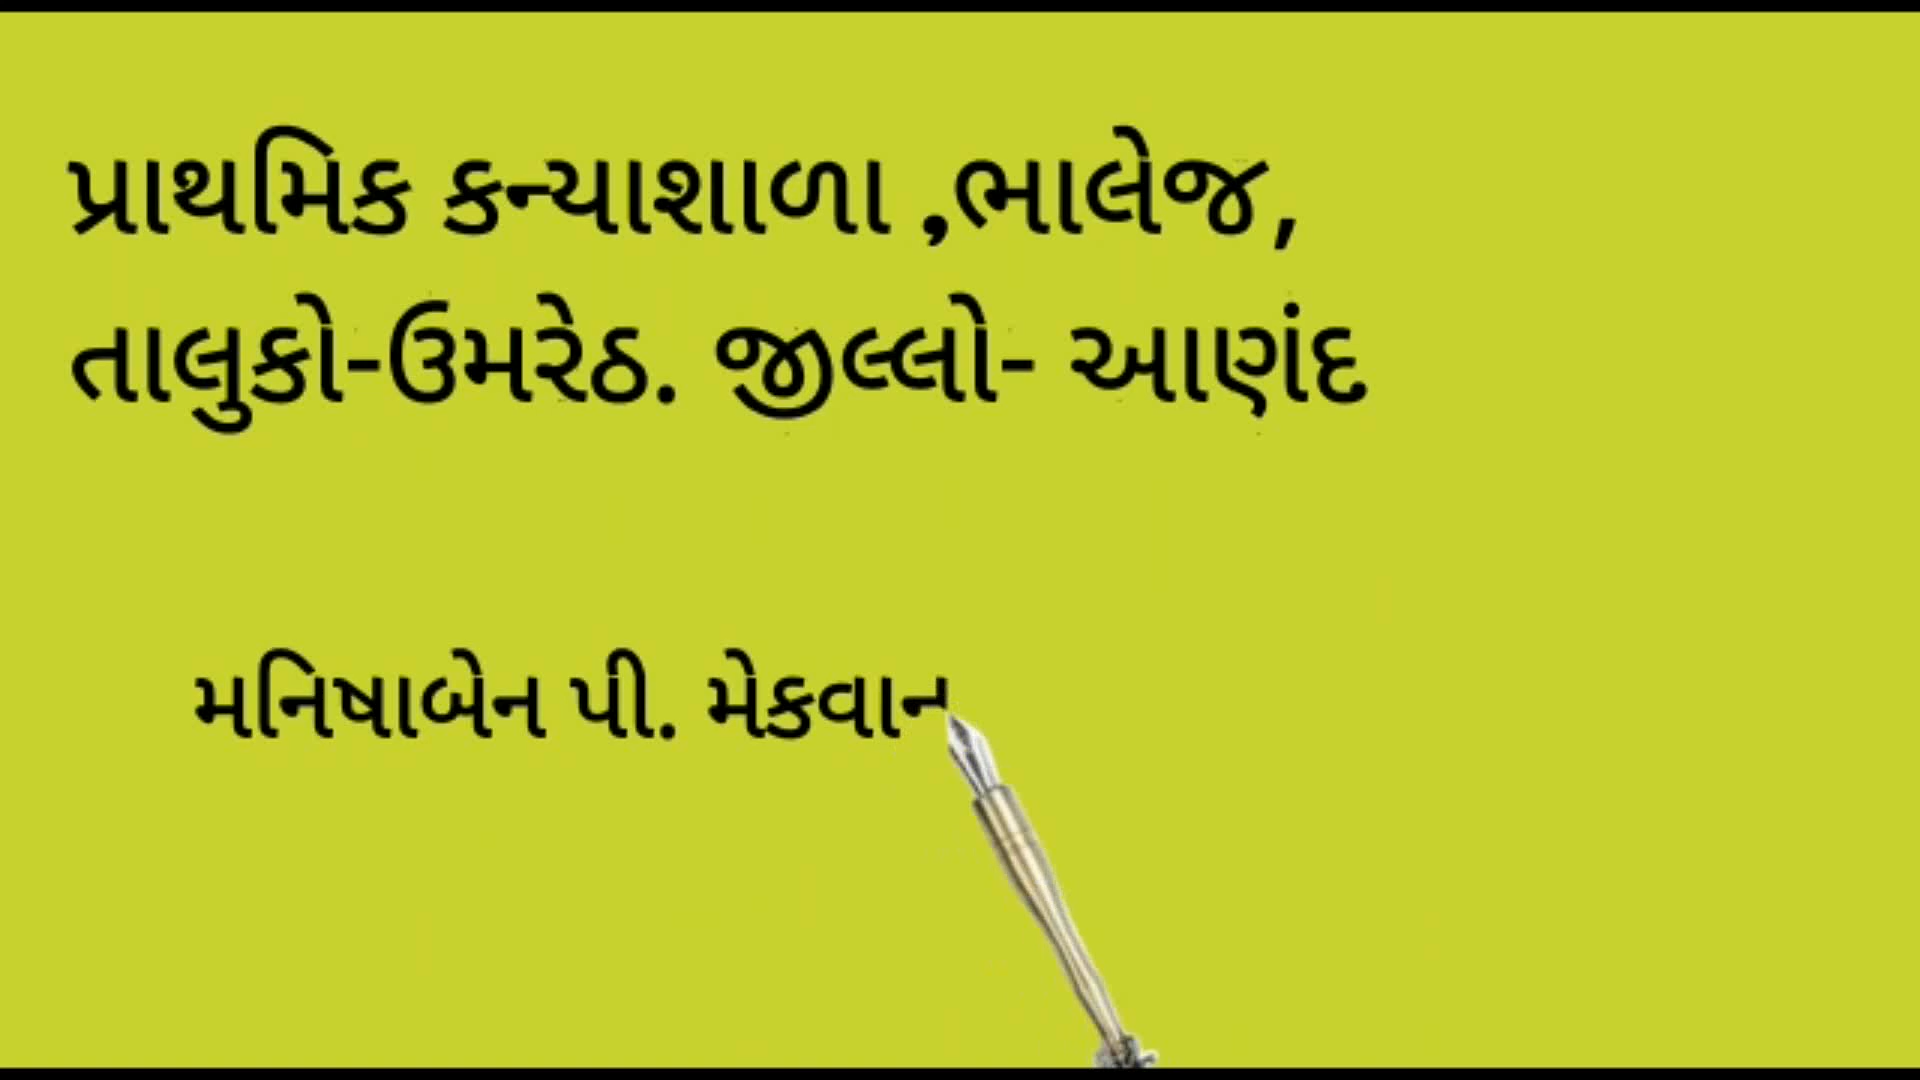 પ્રાથમિક કન્યાશાળા ,ભાલેજ,
તાલુકો-ઉમરેઠ. જીલ્લો- આણંદ
મનિષાબેન પી. મેકવાન